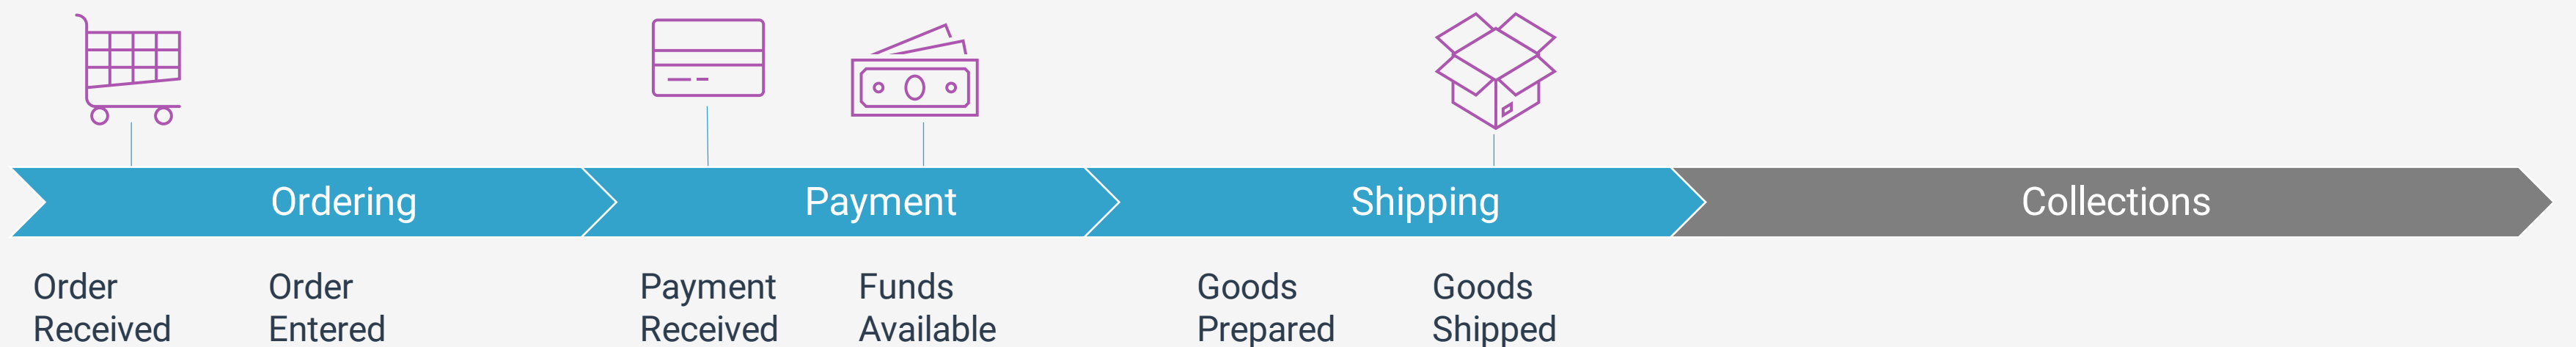 Ordering
Payment
Shipping
Collections
Order
Received
Order
Entered
Payment
Received
Funds
Available
Goods
Prepared
Goods
Shipped